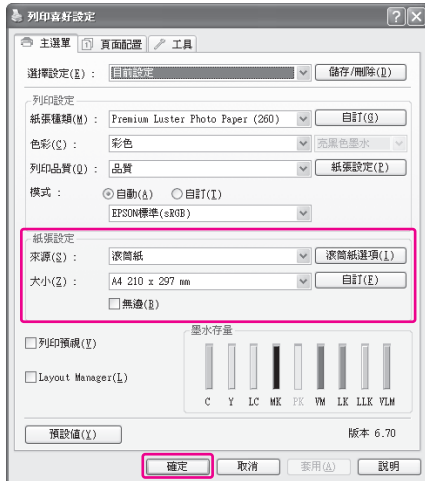 列印喜好設定
主選單 頁面配置 工具
選擇設定(E) : 目前設定 儲存/刪除(D)
列印設定
紙張種類(M) : Premium Luster Photo Paper (260) 自訂(G)
色彩(C) : 彩色 亮黑色墨水
列印品質(Q) : 品質 紙張設定(P)
模式 : 自動(A) 自訂(I)
EPSON標準(sRGB)
紙張設定
來源(S) : 滾筒紙 滾筒紙選項(I)
大小(Z) : A4 210 x 297 mm 自訂(F)
無邊(B)
列印預視(V)
Layout Manager(L)
墨水存量
C Y LC MK PK VM LK LLK VLM
預設值(Y) 版本 6.70
確定 取消 套用(A) 說明